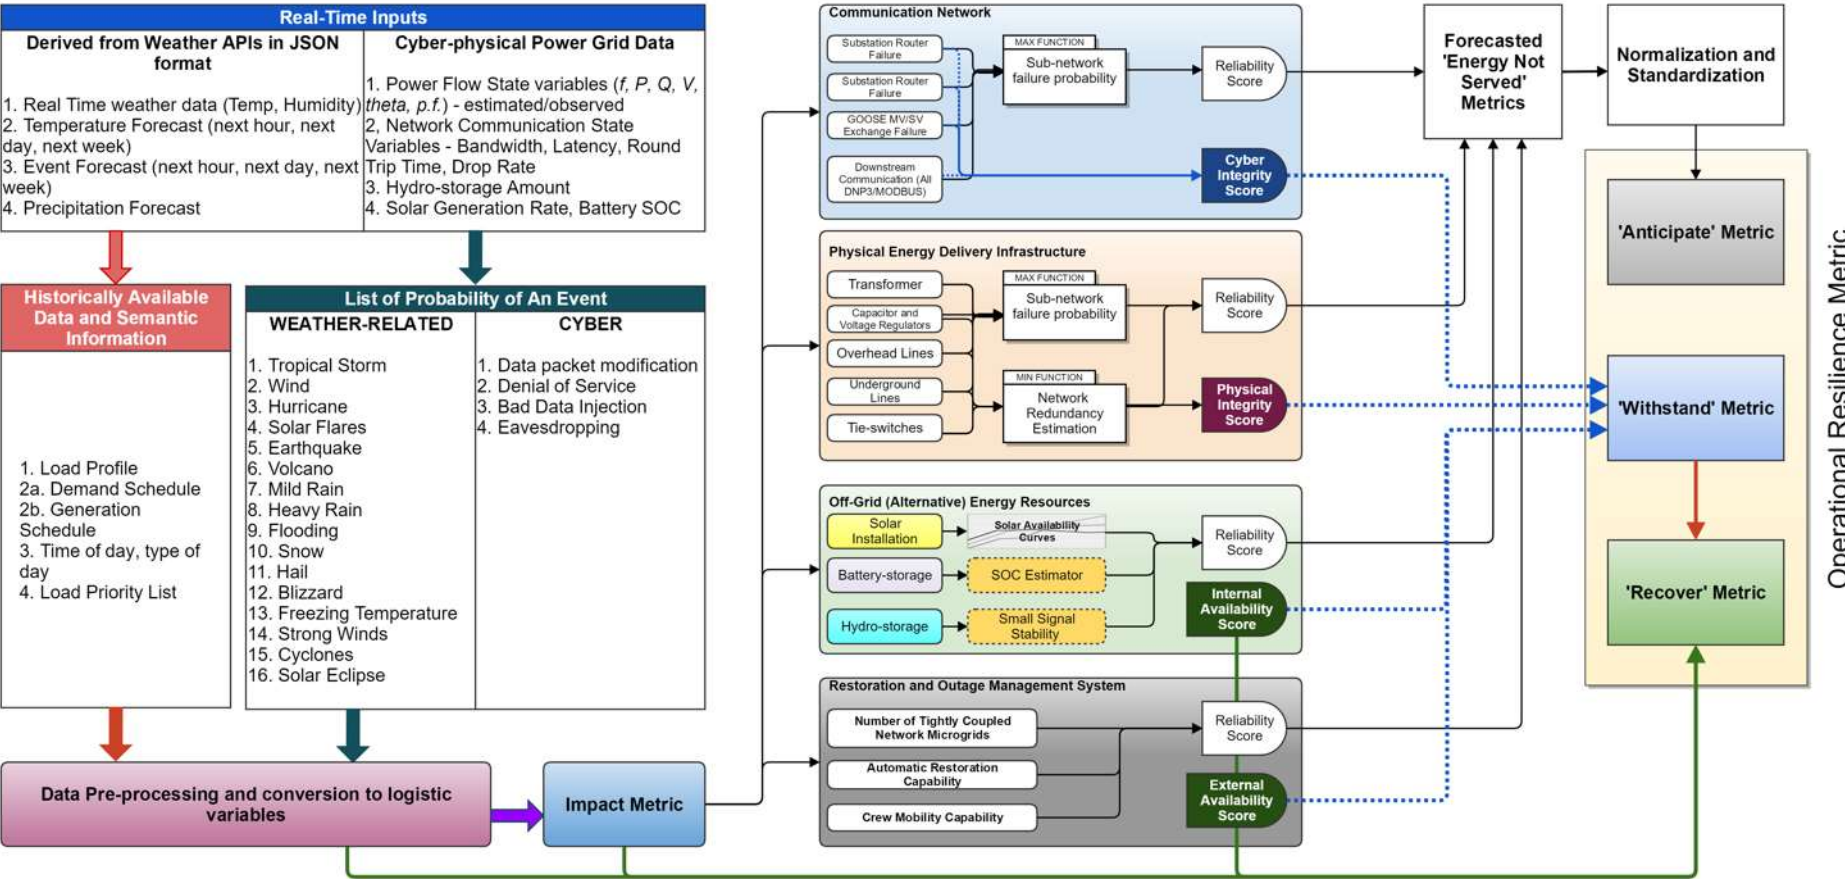 Real-Time Inputs
Derived from Weather APIs in JSON
format
1. Real Time weather data (Temp, Humidity)
2. Temperature Forecast (next hour, next
day, next week)
3. Event Forecast (next hour, next day, next
week)
4. Precipitation Forecast
Cyber-physical Power Grid Data
1. Power Flow State variables (f, P, Q, V,
theta, p.f.) - estimated/observed
2, Network Communication State
Variables - Bandwidth, Latency, Round
Trip Time, Drop Rate
3. Hydro-storage Amount
4. Solar Generation Rate, Battery SOC
Historically Available
Data and Semantic
Information
1. Load Profile
2a. Demand Schedule
2b. Generation
Schedule
3. Time of day, type of
day
4. Load Priority List
List of Probability of An Event
WEATHER-RELATED
1. Tropical Storm
2. Wind
3. Hurricane
4. Solar Flares
5. Earthquake
6. Volcano
7. Mild Rain
8. Heavy Rain
9. Flooding
10. Snow
11. Hail
12. Blizzard
13. Freezing Temperature
14. Strong Winds
15. Cyclones
16. Solar Eclipse
CYBER
1. Data packet modification
2. Denial of Service
3. Bad Data Injection
4. Eavesdropping
Data Pre-processing and conversion to logistic
variables
Impact Metric
Communication Network
Substation Router
Failure
Substation Router
Failure
GOOSE MV/SV
Exchange Failure
Downstream
Communication (All
DNP3/MODBUS)
MAX FUNCTION
Sub-network
failure probability
Reliability
Score
Cyber
Integrity
Score
Physical Energy Delivery Infrastructure
Transformer
Capacitor and
Voltage Regulators
Overhead Lines
Underground
Lines
Tie-switches
MAX FUNCTION
Sub-network
failure probability
MIN FUNCTION
Network
Redundancy
Estimation
Reliability
Score
Physical
Integrity
Score
Off-Grid (Alternative) Energy Resources
Solar
Installation
Solar Availability
Curves
Battery-storage
SOC Estimator
Hydro-storage
Small Signal
Stability
Reliability
Score
Internal
Availability
Score
Restoration and Outage Management System
Number of Tightly Coupled
Network Microgrids
Automatic Restoration
Capability
Crew Mobility Capability
Reliability
Score
External
Availability
Score
Forecasted
'Energy Not
Served'
Metrics
Normalization and
Standardization
'Anticipate' Metric
'Withstand' Metric
'Recover' Metric
Operational Resilience Metric